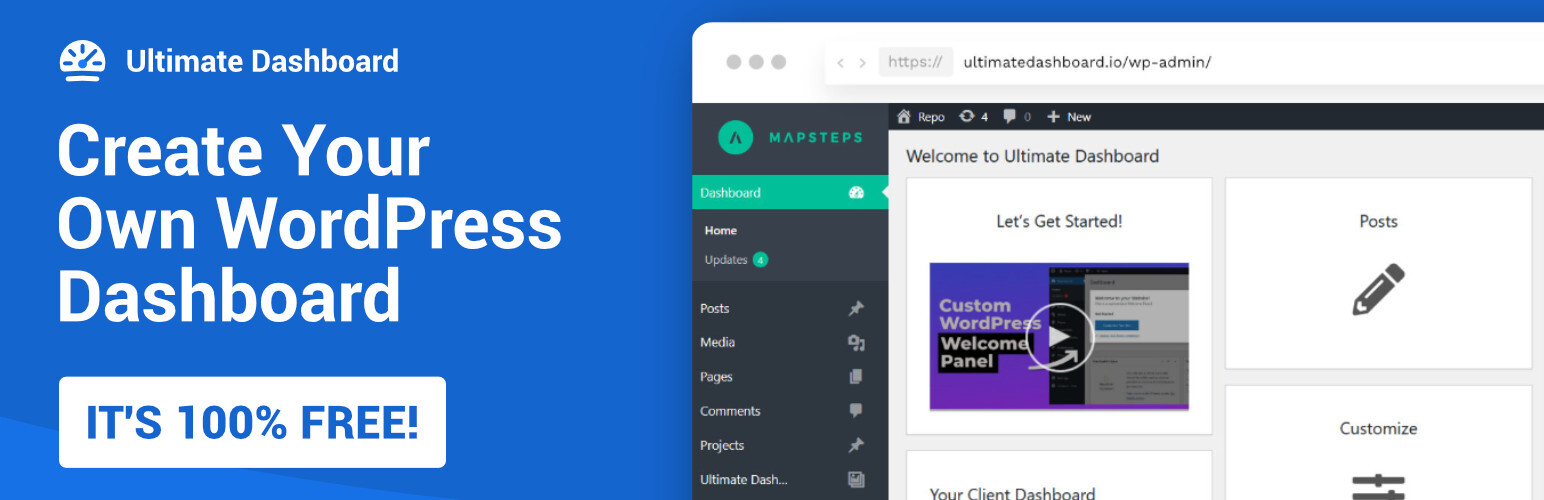 Ultimate Dashboard
Create Your
Own WordPress
Dashboard
IT'S 100% FREE!
https://
ultimatedashboard.io/wp-admin/
MAPSTEPS
Repo
4
0
New
Dashboard
Home
Updates 4
Posts
Media
Pages
Comments
Projects
Ultimate Dash...
Welcome to Ultimate Dashboard
Let's Get Started!
Custom
WordPress
Welcome
Panel
Posts
Customize
Your Client Dashboard